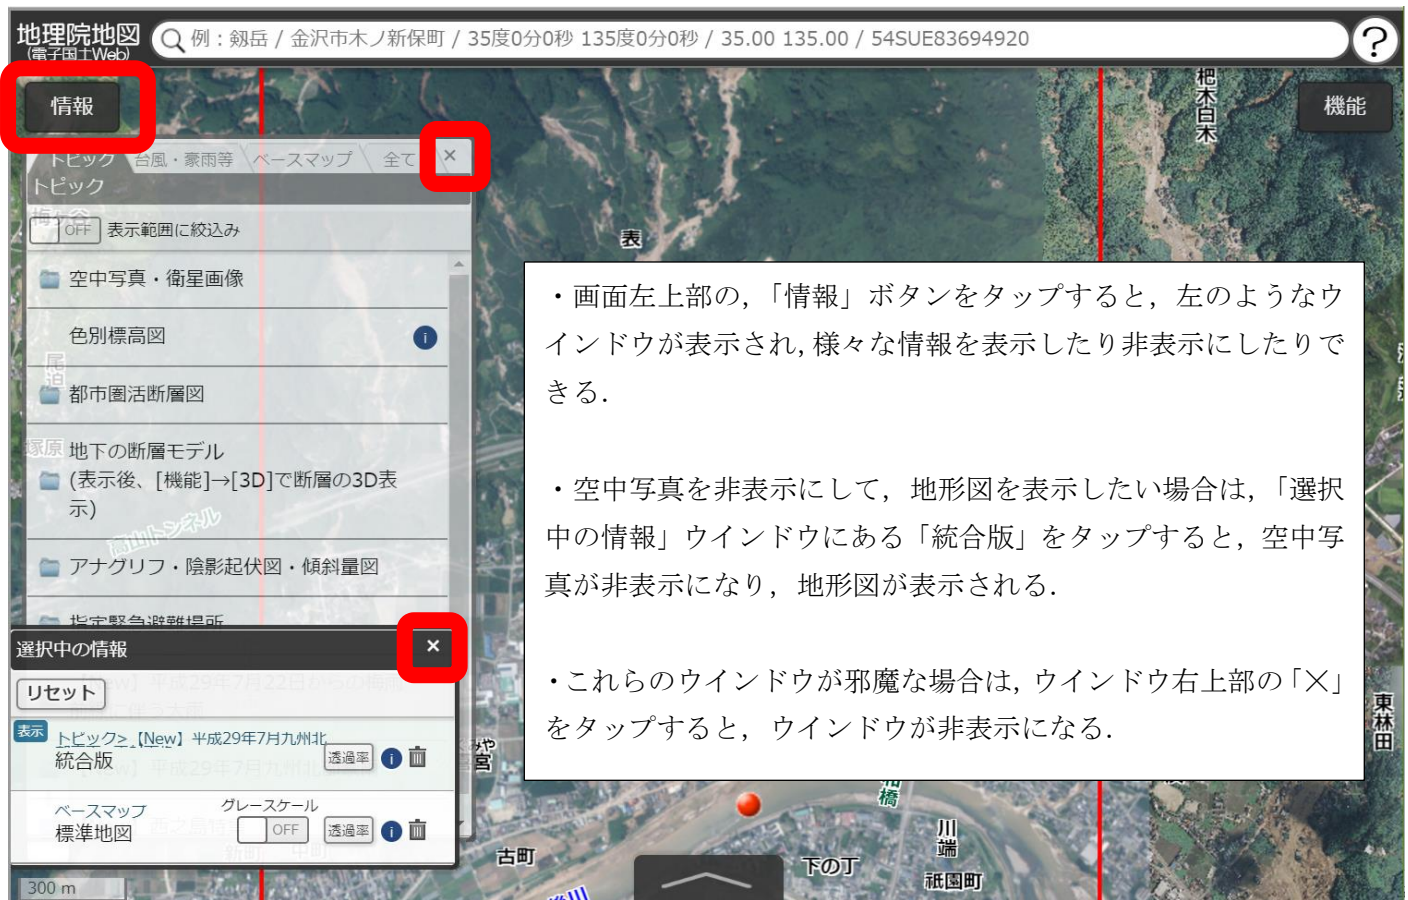 地理院地図
(電子国土Web)
例：剱岳 / 金沢市木ノ新保町 / 35度0分0秒 135度0分0秒 / 35.00 135.00 / 54SUE83694920
?
情報
機能
杷木白木
トピック 台風・豪雨等 ベースマップ 全て ×
トピック
梅ヶ谷
OFF 表示範囲に絞込み
表
空中写真・衛星画像
色別標高図 i
尾泊
都市圏活断層図
塚原
地下の断層モデル
(表示後、[機能]→[3D]で断層の3D表
示)
高山トンネル
アナグリフ・陰影起伏図・傾斜量図
指定緊急避難場所
・画面左上部の，「情報」ボタンをタップすると，左のようなウ
インドウが表示され，様々な情報を表示したり非表示にしたりで
きる．
・空中写真を非表示にして，地形図を表示したい場合は，「選択
中の情報」ウインドウにある「統合版」をタップすると，空中写
真が非表示になり，地形図が表示される．
・これらのウインドウが邪魔な場合は，ウインドウ右上部の「×」
をタップすると，ウインドウが非表示になる．
選択中の情報 ×
リセット
表示 トピック>【New】平成29年7月九州北
統合版 透過率 i
ベースマップ グレースケール
標準地図 OFF 透過率 i
300 m
東林田
宮
橋
古町
下の丁
川端
祇園町